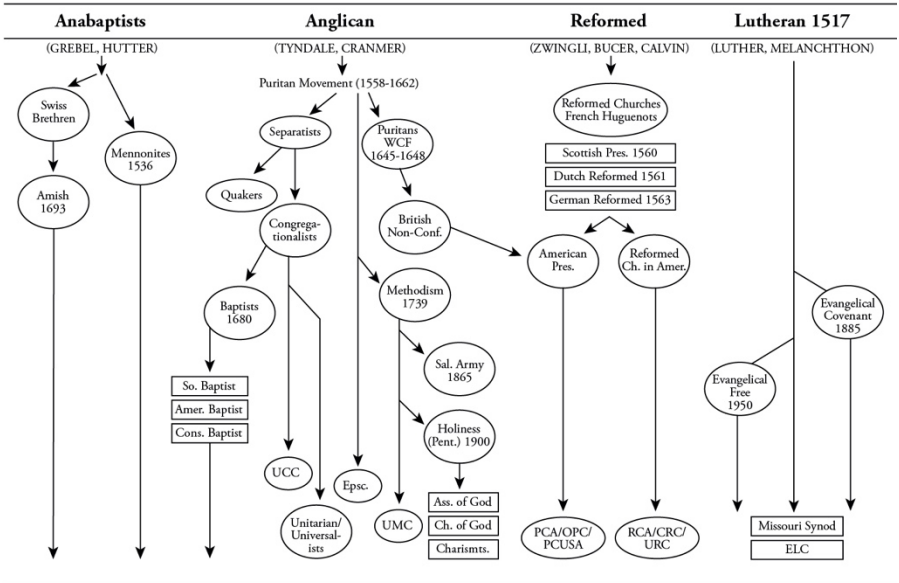 Anabaptists
Anglican
Reformed
Lutheran 1517
(GREBEL, HUTTER)
(TYNDALE, CRANMER)
(ZWINGLI, BUCER, CALVIN)
(LUTHER, MELANCHTHON)
Puritan Movement (1558-1662)
Swiss
Brethren
Mennonites
1536
Amish
1693
Separatists
Quakers
Congrega-
tionalists
Baptists
1680
So. Baptist
Amer. Baptist
Cons. Baptist
UCC
Unitarian/
Universal-
ists
Epsc.
Puritans
WCF
1645-1648
British
Non-Conf.
Methodism
1739
Sal. Army
1865
Holiness
(Pent.) 1900
UMC
Ass. of God
Ch. of God
Charismts.
Reformed Churches
French Huguenots
Scottish Pres. 1560
Dutch Reformed 1561
German Reformed 1563
American
Pres.
Reformed
Ch. in Amer.
PCA/OPC/
PCUSA
RCA/CRC/
URC
Evangelical
Covenant
1885
Evangelical
Free
1950
Missouri Synod
ELC